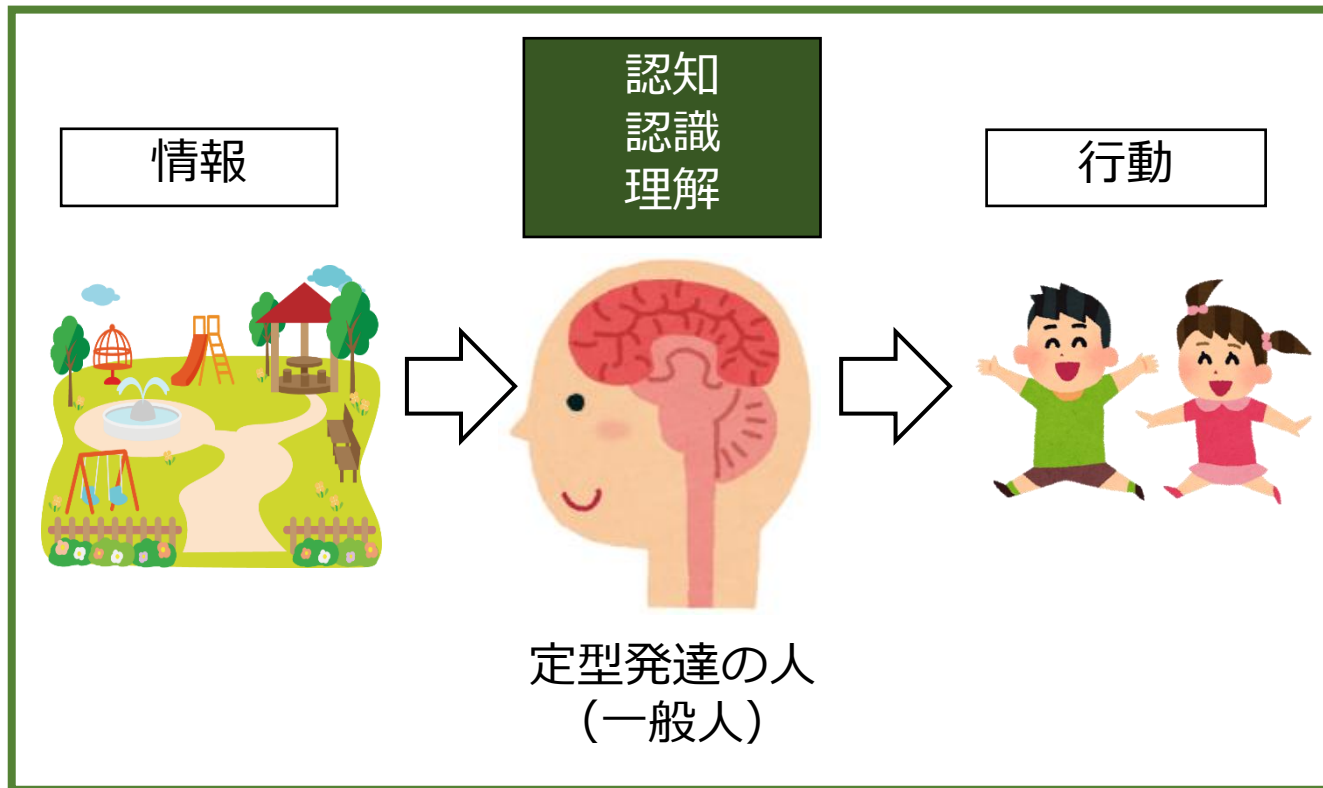 情報
認知
認識
理解
行動
定型発達の人
（一般人）